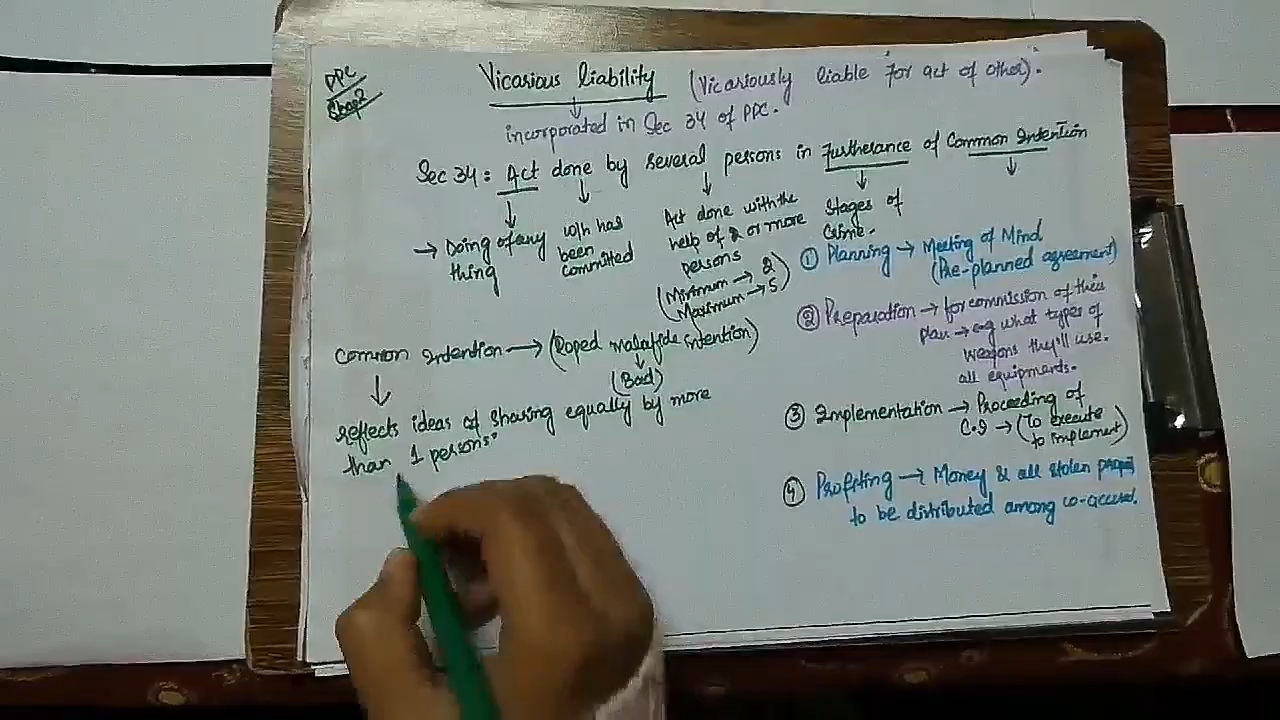 PPC
Chap2
Vicarious liability (Vicariously liable for act of other).
incorporated in Sec 34 of PPC.
Sec 34: Act done by several persons in furtherance of Common Intention
→ Doing of any thing
wh has been committed
Act done with the help of 2 or more persons
(Minimum → 2
Maximum → 5)
Stages of Crime.
① Planning → Meeting of Mind
(Pre-planned agreement)
② Preparation → for commission of their
plan → e.g what types of
weapons they'll use.
all equipments.
③ Implementation → Proceeding of
C.I → (To execute
to implement)
④ Profiting → Money & all stolen
to be distributed among co-accused.
Common Intention → (Roped malafide intention)
(Bad)
reflects ideas of sharing equally by more
than 1 persons"